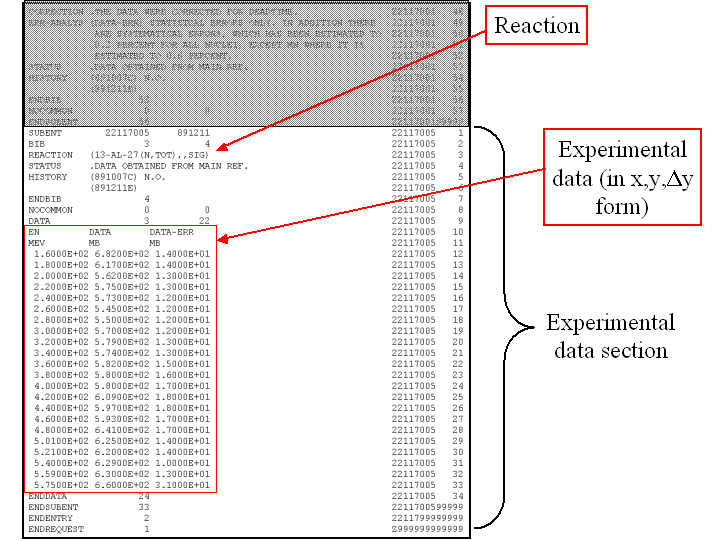 CORRECTION .THE DATA WERE CORRECTED FOR DEADTIME. 22117001 48
ERR-ANALYS (DATA-ERR) STATISTICAL ERRORS ONLY. IN ADDITION THERE 22117001 49
ARE SYSTEMATICAL ERRORS, WHICH HAS BEEN ESTIMATED TO 22117001 50
0.2 PERCENT FOR ALL NUCLEI, EXCEPT MN WHERE IT IS 22117001 51
ESTIMATED TO 0.6 PERCENT. 22117001 52
STATUS .DATA OBTAINED FROM MAIN REF. 22117001 53
HISTORY (891007C) N.O. 22117001 54
(891211E) 22117001 55
ENDBIB 53 22117001 56
NOCOMMON 0 0 22117001 57
ENDSUBENT 56 2211700199999
SUBENT 22117005 891211 22117005 1
BIB 3 4 22117005 2
REACTION (13-AL-27(N,TOT),,SIG) 22117005 3
STATUS .DATA OBTAINED FROM MAIN REF. 22117005 4
HISTORY (891007C) N.O. 22117005 5
(891211E) 22117005 6
ENDBIB 4 22117005 7
NOCOMMON 0 0 22117005 8
DATA 3 22 22117005 9
EN DATA DATA-ERR 22117005 10
MEV MB MB 22117005 11
1.6000E+02 6.8200E+02 1.4000E+01 22117005 12
1.8000E+02 6.1700E+02 1.4000E+01 22117005 13
2.0000E+02 5.6200E+02 1.3000E+01 22117005 14
2.2000E+02 5.7500E+02 1.3000E+01 22117005 15
2.4000E+02 5.7300E+02 1.2000E+01 22117005 16
2.6000E+02 5.4500E+02 1.2000E+01 22117005 17
2.8000E+02 5.5000E+02 1.2000E+01 22117005 18
3.0000E+02 5.7000E+02 1.2000E+01 22117005 19
3.2000E+02 5.7900E+02 1.3000E+01 22117005 20
3.4000E+02 5.7400E+02 1.3000E+01 22117005 21
3.6000E+02 5.8200E+02 1.5000E+01 22117005 22
3.8000E+02 5.8000E+02 1.6000E+01 22117005 23
4.0000E+02 5.8000E+02 1.7000E+01 22117005 24
4.2000E+02 6.0900E+02 1.8000E+01 22117005 25
4.4000E+02 5.9700E+02 1.8000E+01 22117005 26
4.6000E+02 5.9300E+02 1.7000E+01 22117005 27
4.8000E+02 6.4100E+02 1.7000E+01 22117005 28
5.0100E+02 6.2500E+02 1.4000E+01 22117005 29
5.2100E+02 6.2000E+02 1.4000E+01 22117005 30
5.4000E+02 6.2900E+02 1.0000E+01 22117005 31
5.5900E+02 6.3000E+02 1.3000E+01 22117005 32
5.7500E+02 6.6000E+02 3.1000E+01 22117005 33
ENDDATA 24 22117005 34
ENDSUBENT 33 2211700599999
ENDENTRY 2 2211799999999
ENDREQUEST 1 Z999999999999
Reaction
Experimental
data (in x,y,Δy
form)
Experimental
data section